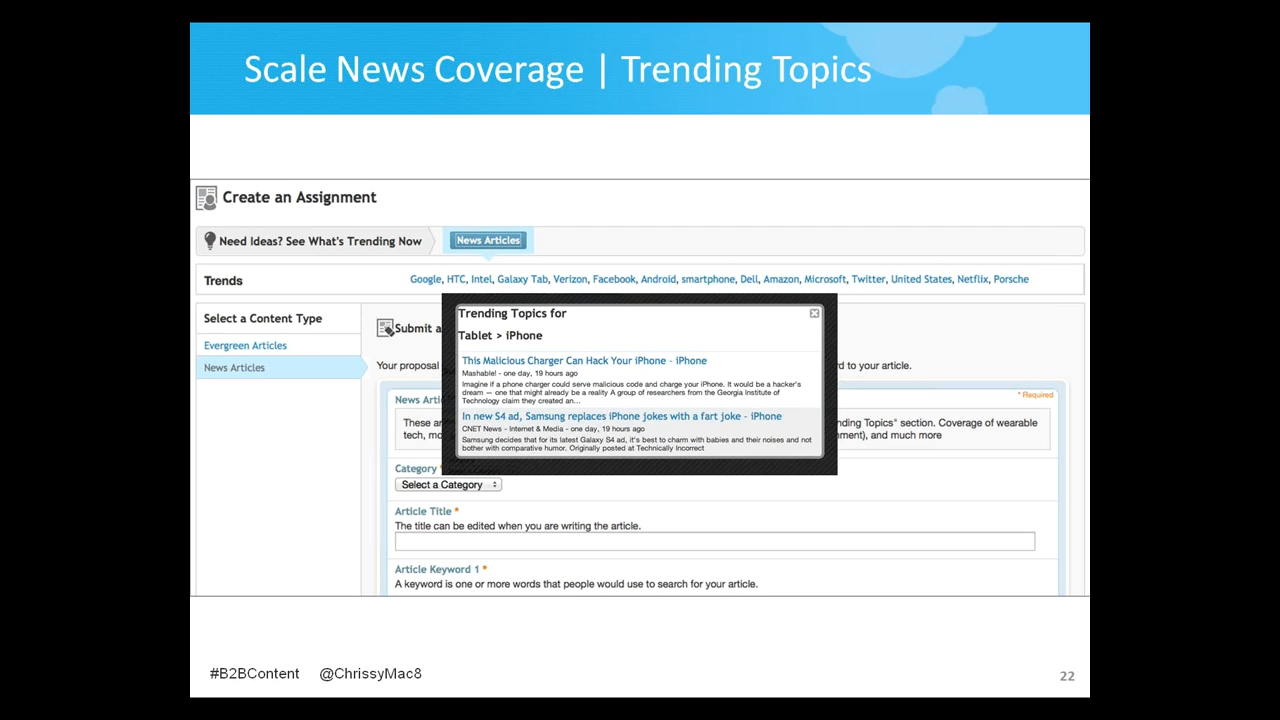 Scale News Coverage | Trending Topics
Create an Assignment
Need Ideas? See What's Trending Now
News Articles
Trends
Google, HTC, Intel, Galaxy Tab, Verizon, Facebook, Android, smartphone, Dell, Amazon, Microsoft, Twitter, United States, Netflix, Porsche
Select a Content Type
Evergreen Articles
News Articles
Submit a
Your proposal
d to your article.
* Required
News Artic
These ar
nding Topics" section. Coverage of wearable
tech, mo
ment), and much more
Trending Topics for
Tablet > iPhone
This Malicious Charger Can Hack Your iPhone - iPhone
Mashable! - one day, 19 hours ago
Imagine if a phone charger could serve malicious code and charge your iPhone. It would be a hacker's
dream — one that might already be a reality A group of researchers from the Georgia Institute of
Technology claim they created an...
In new S4 ad, Samsung replaces iPhone jokes with a fart joke - iPhone
CNET News - Internet & Media - one day, 19 hours ago
Samsung decides that for its latest Galaxy S4 ad, it's best to charm with babies and their noises and not
bother with comparative humor. Originally posted at Technically Incorrect
Category *
Select a Category
Article Title *
The title can be edited when you are writing the article.
Article Keyword 1 *
A keyword is one or more words that people would use to search for your article.
#B2BContent @ChrissyMac8
22